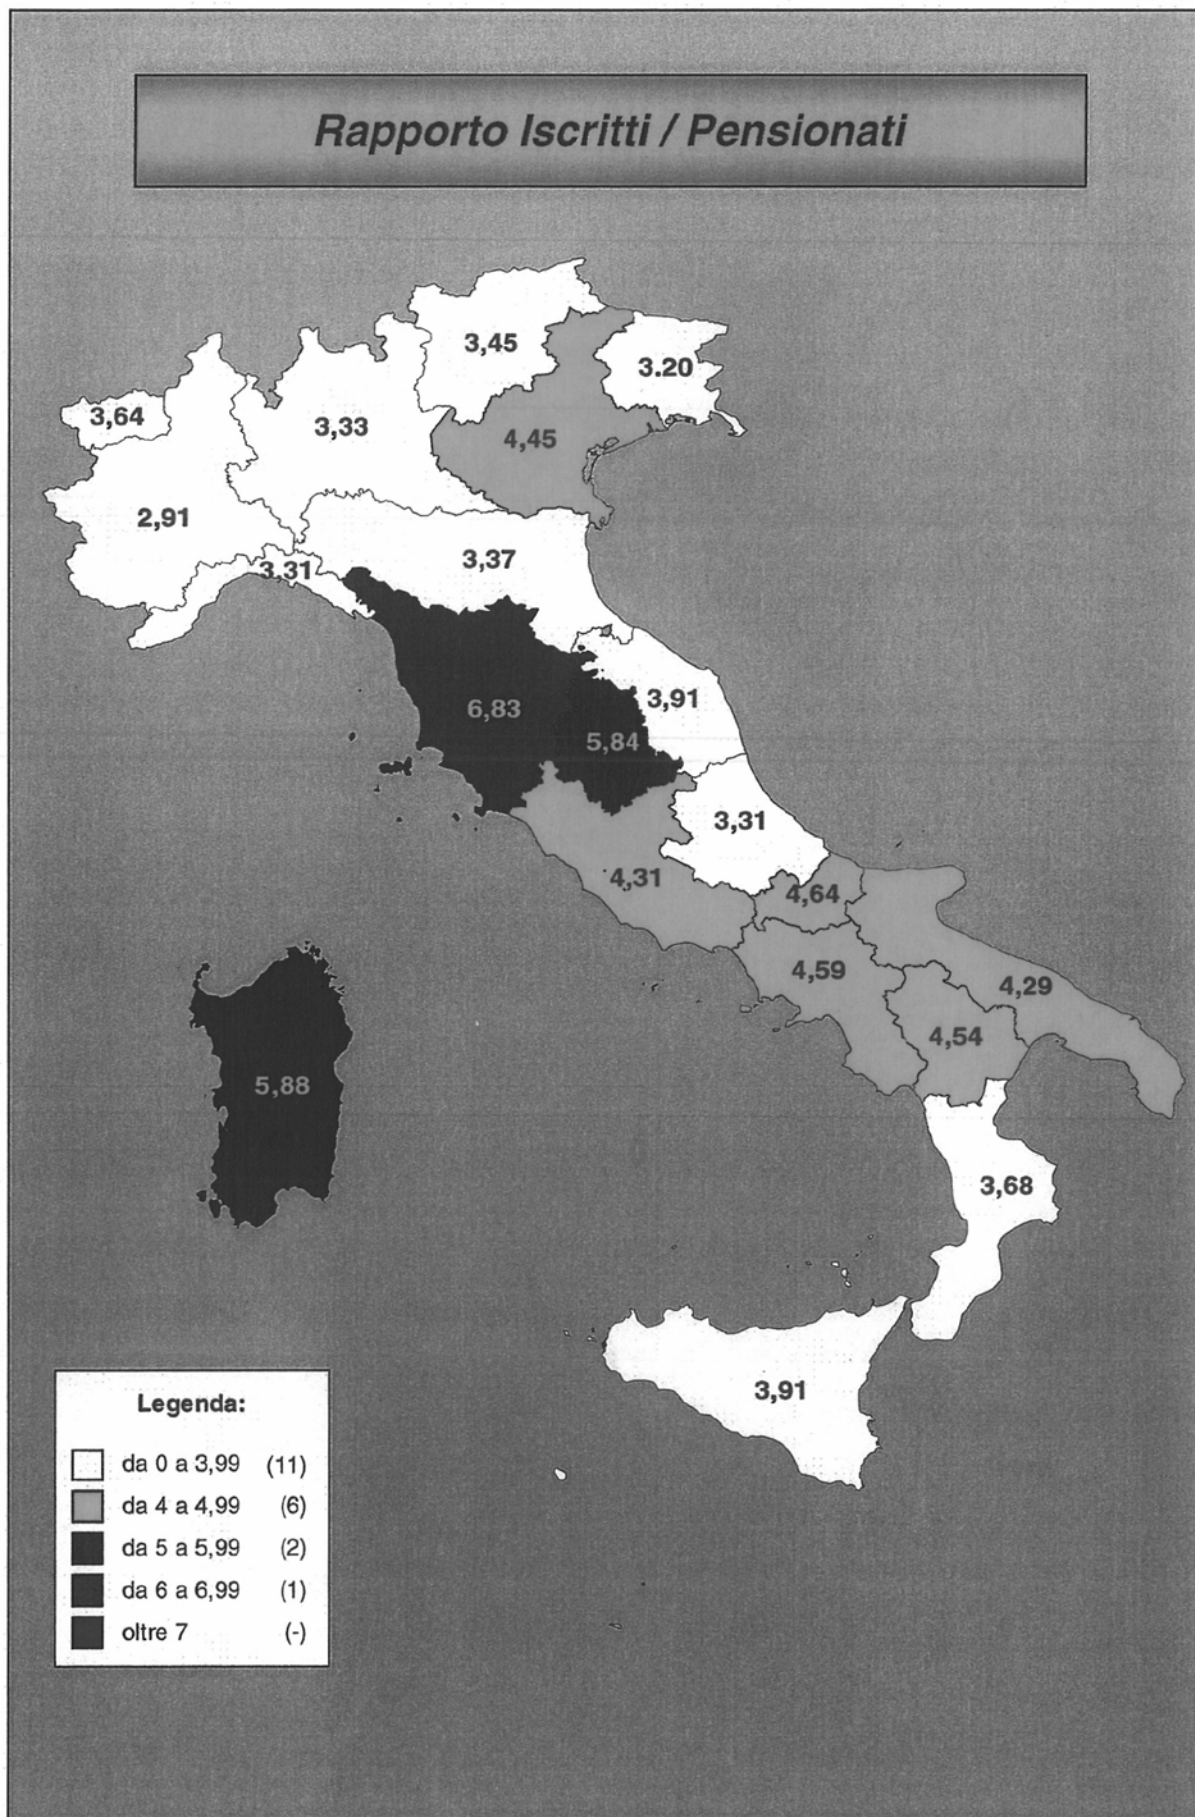 Rapporto Iscritti / Pensionati
3,45
3.20
3,64
3,33
4,45
2,91
3,37
3,31
3,91
6,83
5,84
3,31
4,31
4,64
4,59
4,29
4,54
5,88
3,68
3,91
Legenda:
da 0 a 3,99 (11)
da 4 a 4,99 (6)
da 5 a 5,99 (2)
da 6 a 6,99 (1)
oltre 7 (-)